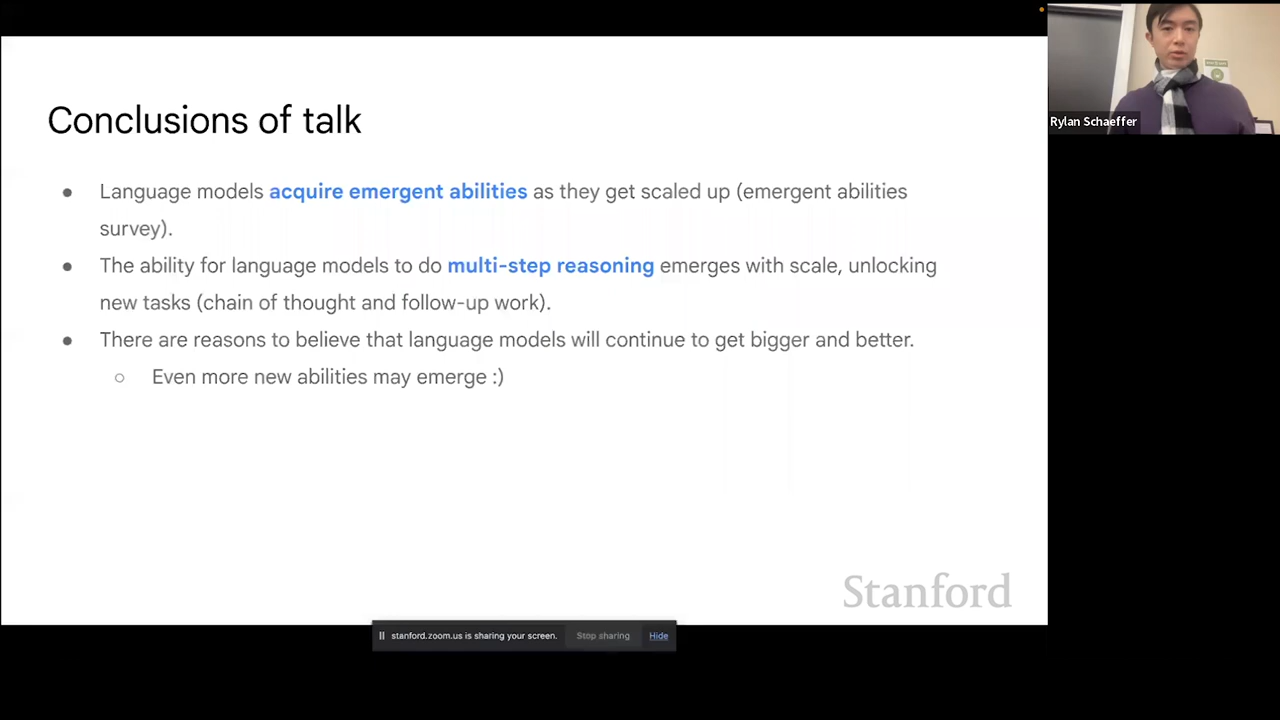 Conclusions of talk
Language models acquire emergent abilities as they get scaled up (emergent abilities
survey).
The ability for language models to do multi-step reasoning emerges with scale, unlocking
new tasks (chain of thought and follow-up work).
There are reasons to believe that language models will continue to get bigger and better.
Even more new abilities may emerge :)
Stanford
stanford.zoom.us is sharing your screen. Stop sharing Hide
Rylan Schaeffer